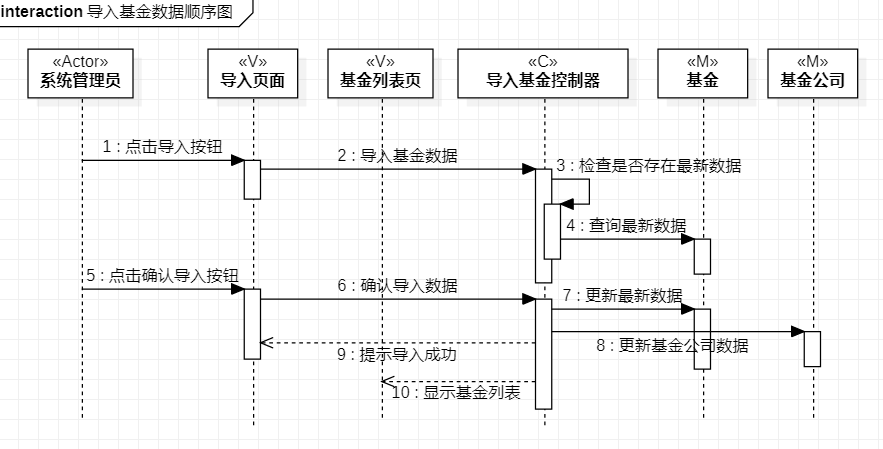 interaction 导入基金数据顺序图
«Actor»
系统管理员
«V»
导入页面
«V»
基金列表页
«C»
导入基金控制器
«M»
基金
«M»
基金公司
1 : 点击导入按钮
2 : 导入基金数据
3 : 检查是否存在最新数据
4 : 查询最新数据
5 : 点击确认导入按钮
6 : 确认导入数据
7 : 更新最新数据
8 : 更新基金公司数据
9 : 提示导入成功
10 : 显示基金列表